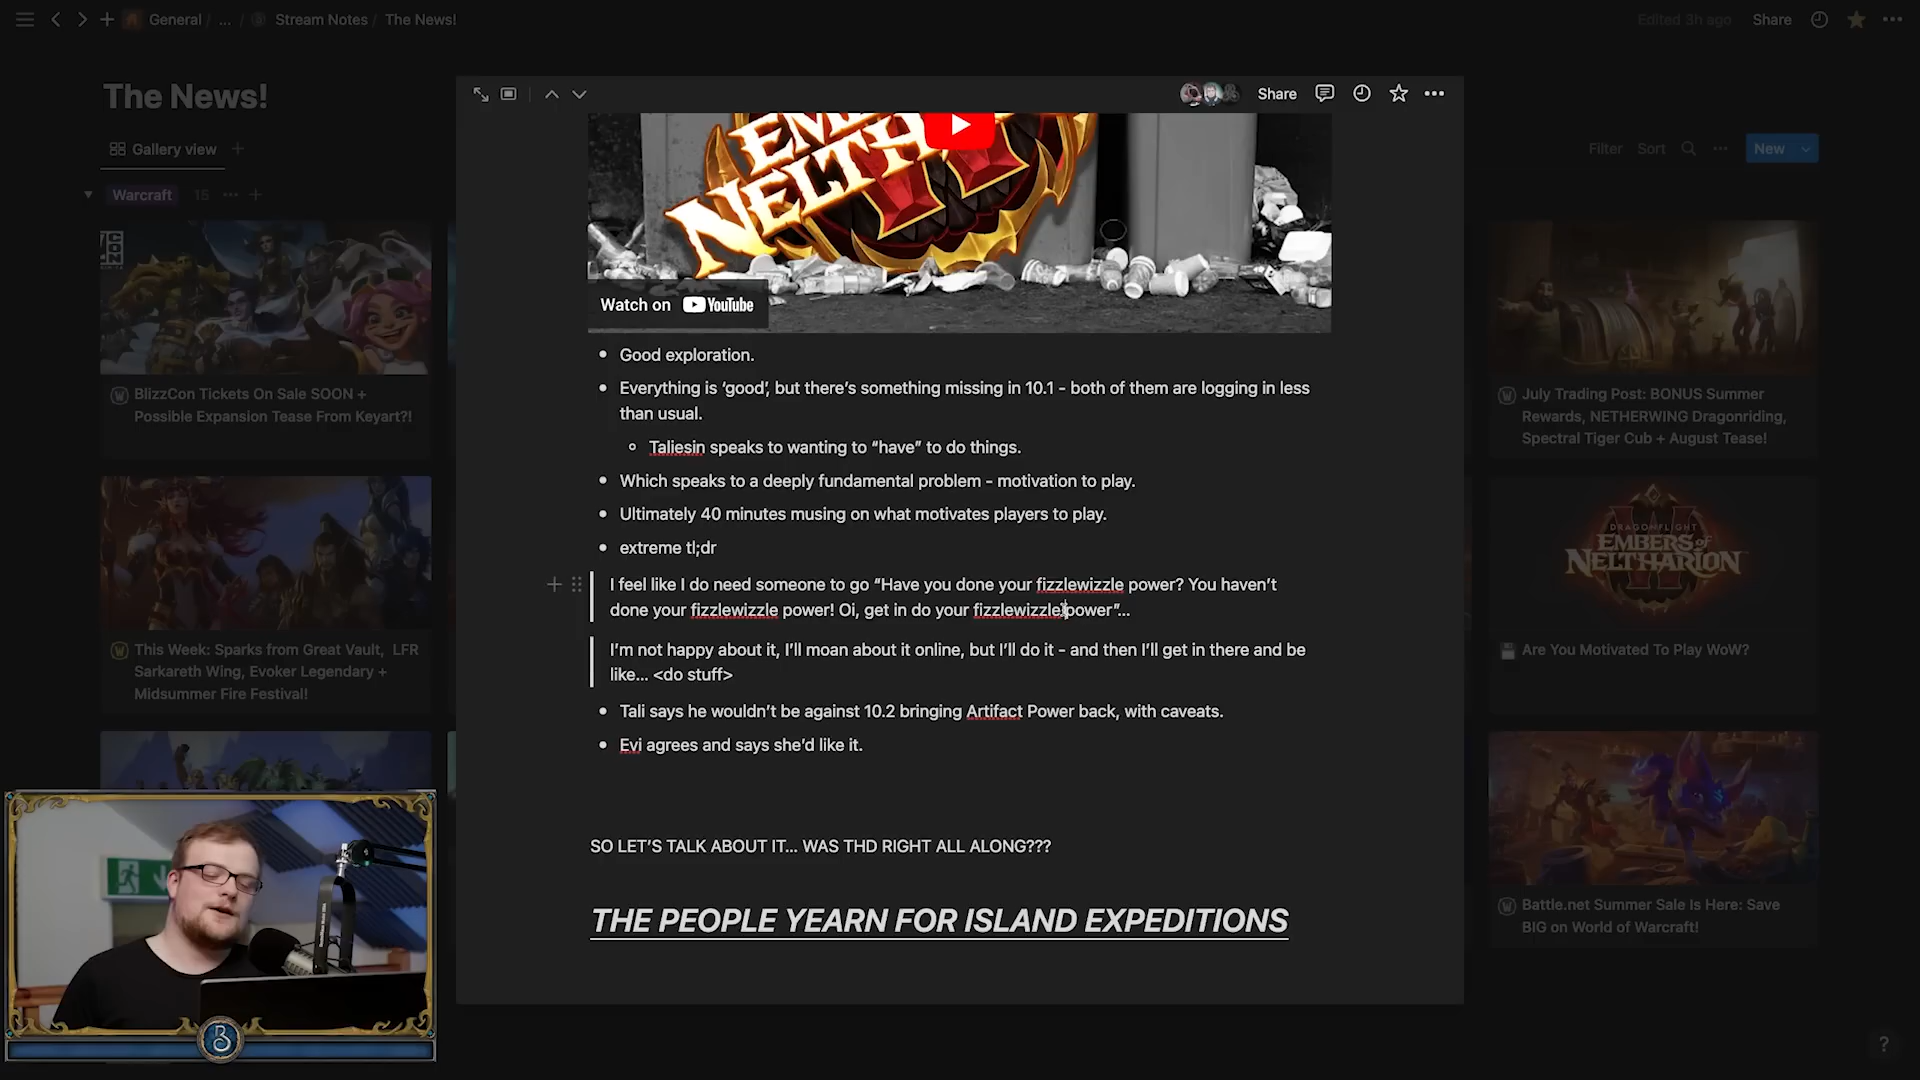 General / ... / Stream Notes / The News!
Edited 3h ago
Share
The News!
Gallery view
Filter
Sort
New
Warcraft 15
BlizzCon Tickets On Sale SOON +
Possible Expansion Tease From Keyart?!
This Week: Sparks from Great Vault, LFR
Sarkareth Wing, Evoker Legendary +
Midsummer Fire Festival!
Share
Watch on YouTube
Good exploration.
Everything is ‘good’, but there’s something missing in 10.1 - both of them are logging in less
than usual.
Taliesin speaks to wanting to “have” to do things.
Which speaks to a deeply fundamental problem - motivation to play.
Ultimately 40 minutes musing on what motivates players to play.
extreme tl;dr
I feel like I do need someone to go “Have you done your fizzlewizzle power? You haven’t
done your fizzlewizzle power! Oi, get in do your fizzlewizzle power”...
I’m not happy about it, I’ll moan about it online, but I’ll do it - and then I’ll get in there and be
like... <do stuff>
Tali says he wouldn’t be against 10.2 bringing Artifact Power back, with caveats.
Evi agrees and says she’d like it.
SO LET’S TALK ABOUT IT... WAS THD RIGHT ALL ALONG???
THE PEOPLE YEARN FOR ISLAND EXPEDITIONS
July Trading Post: BONUS Summer
Rewards, NETHERWING Dragonriding,
Spectral Tiger Cub + August Tease!
DRAGONFLIGHT
EMBERS OF
NELTHARION
Are You Motivated To Play WoW?
Battle.net Summer Sale Is Here: Save
BIG on World of Warcraft!
?